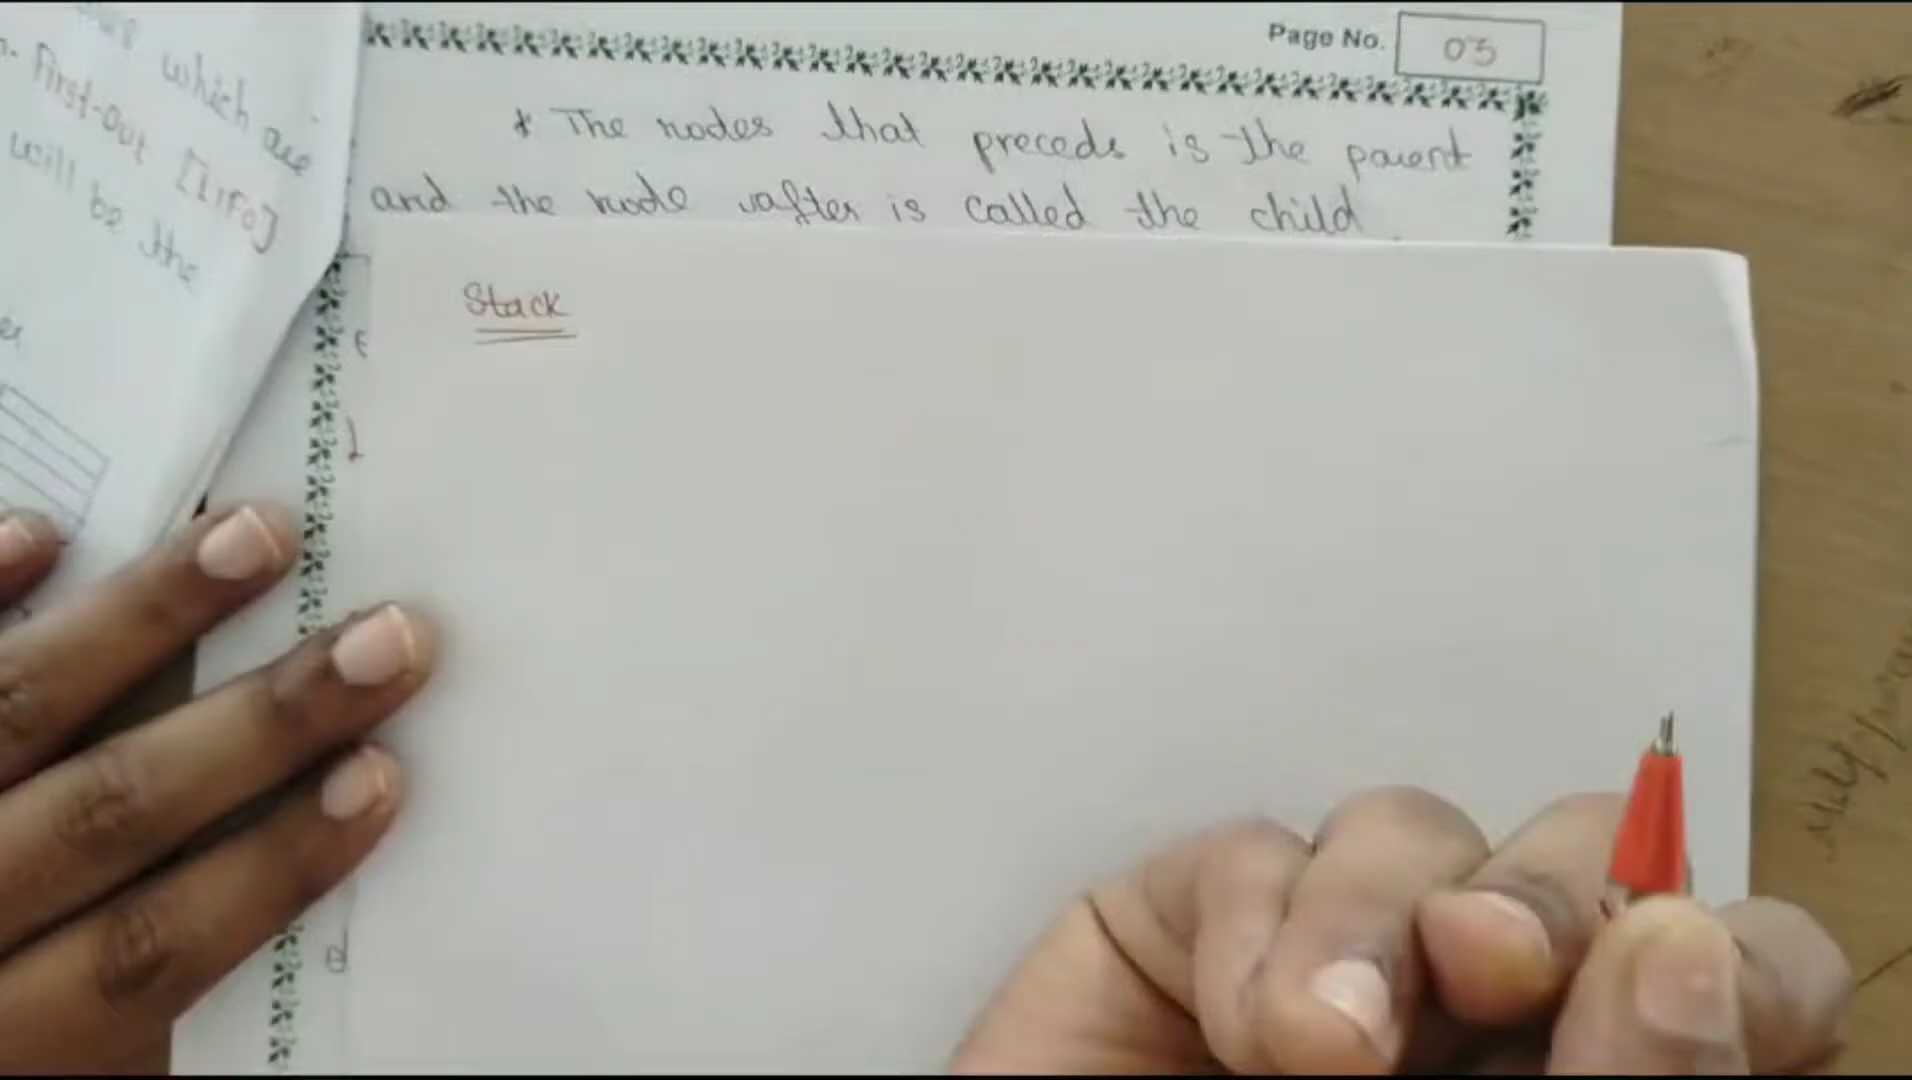 which are
First-out [LIFO]
will be the
Page No. 03
* The nodes that preceds is the parent
and the node after is called the child.
Stack